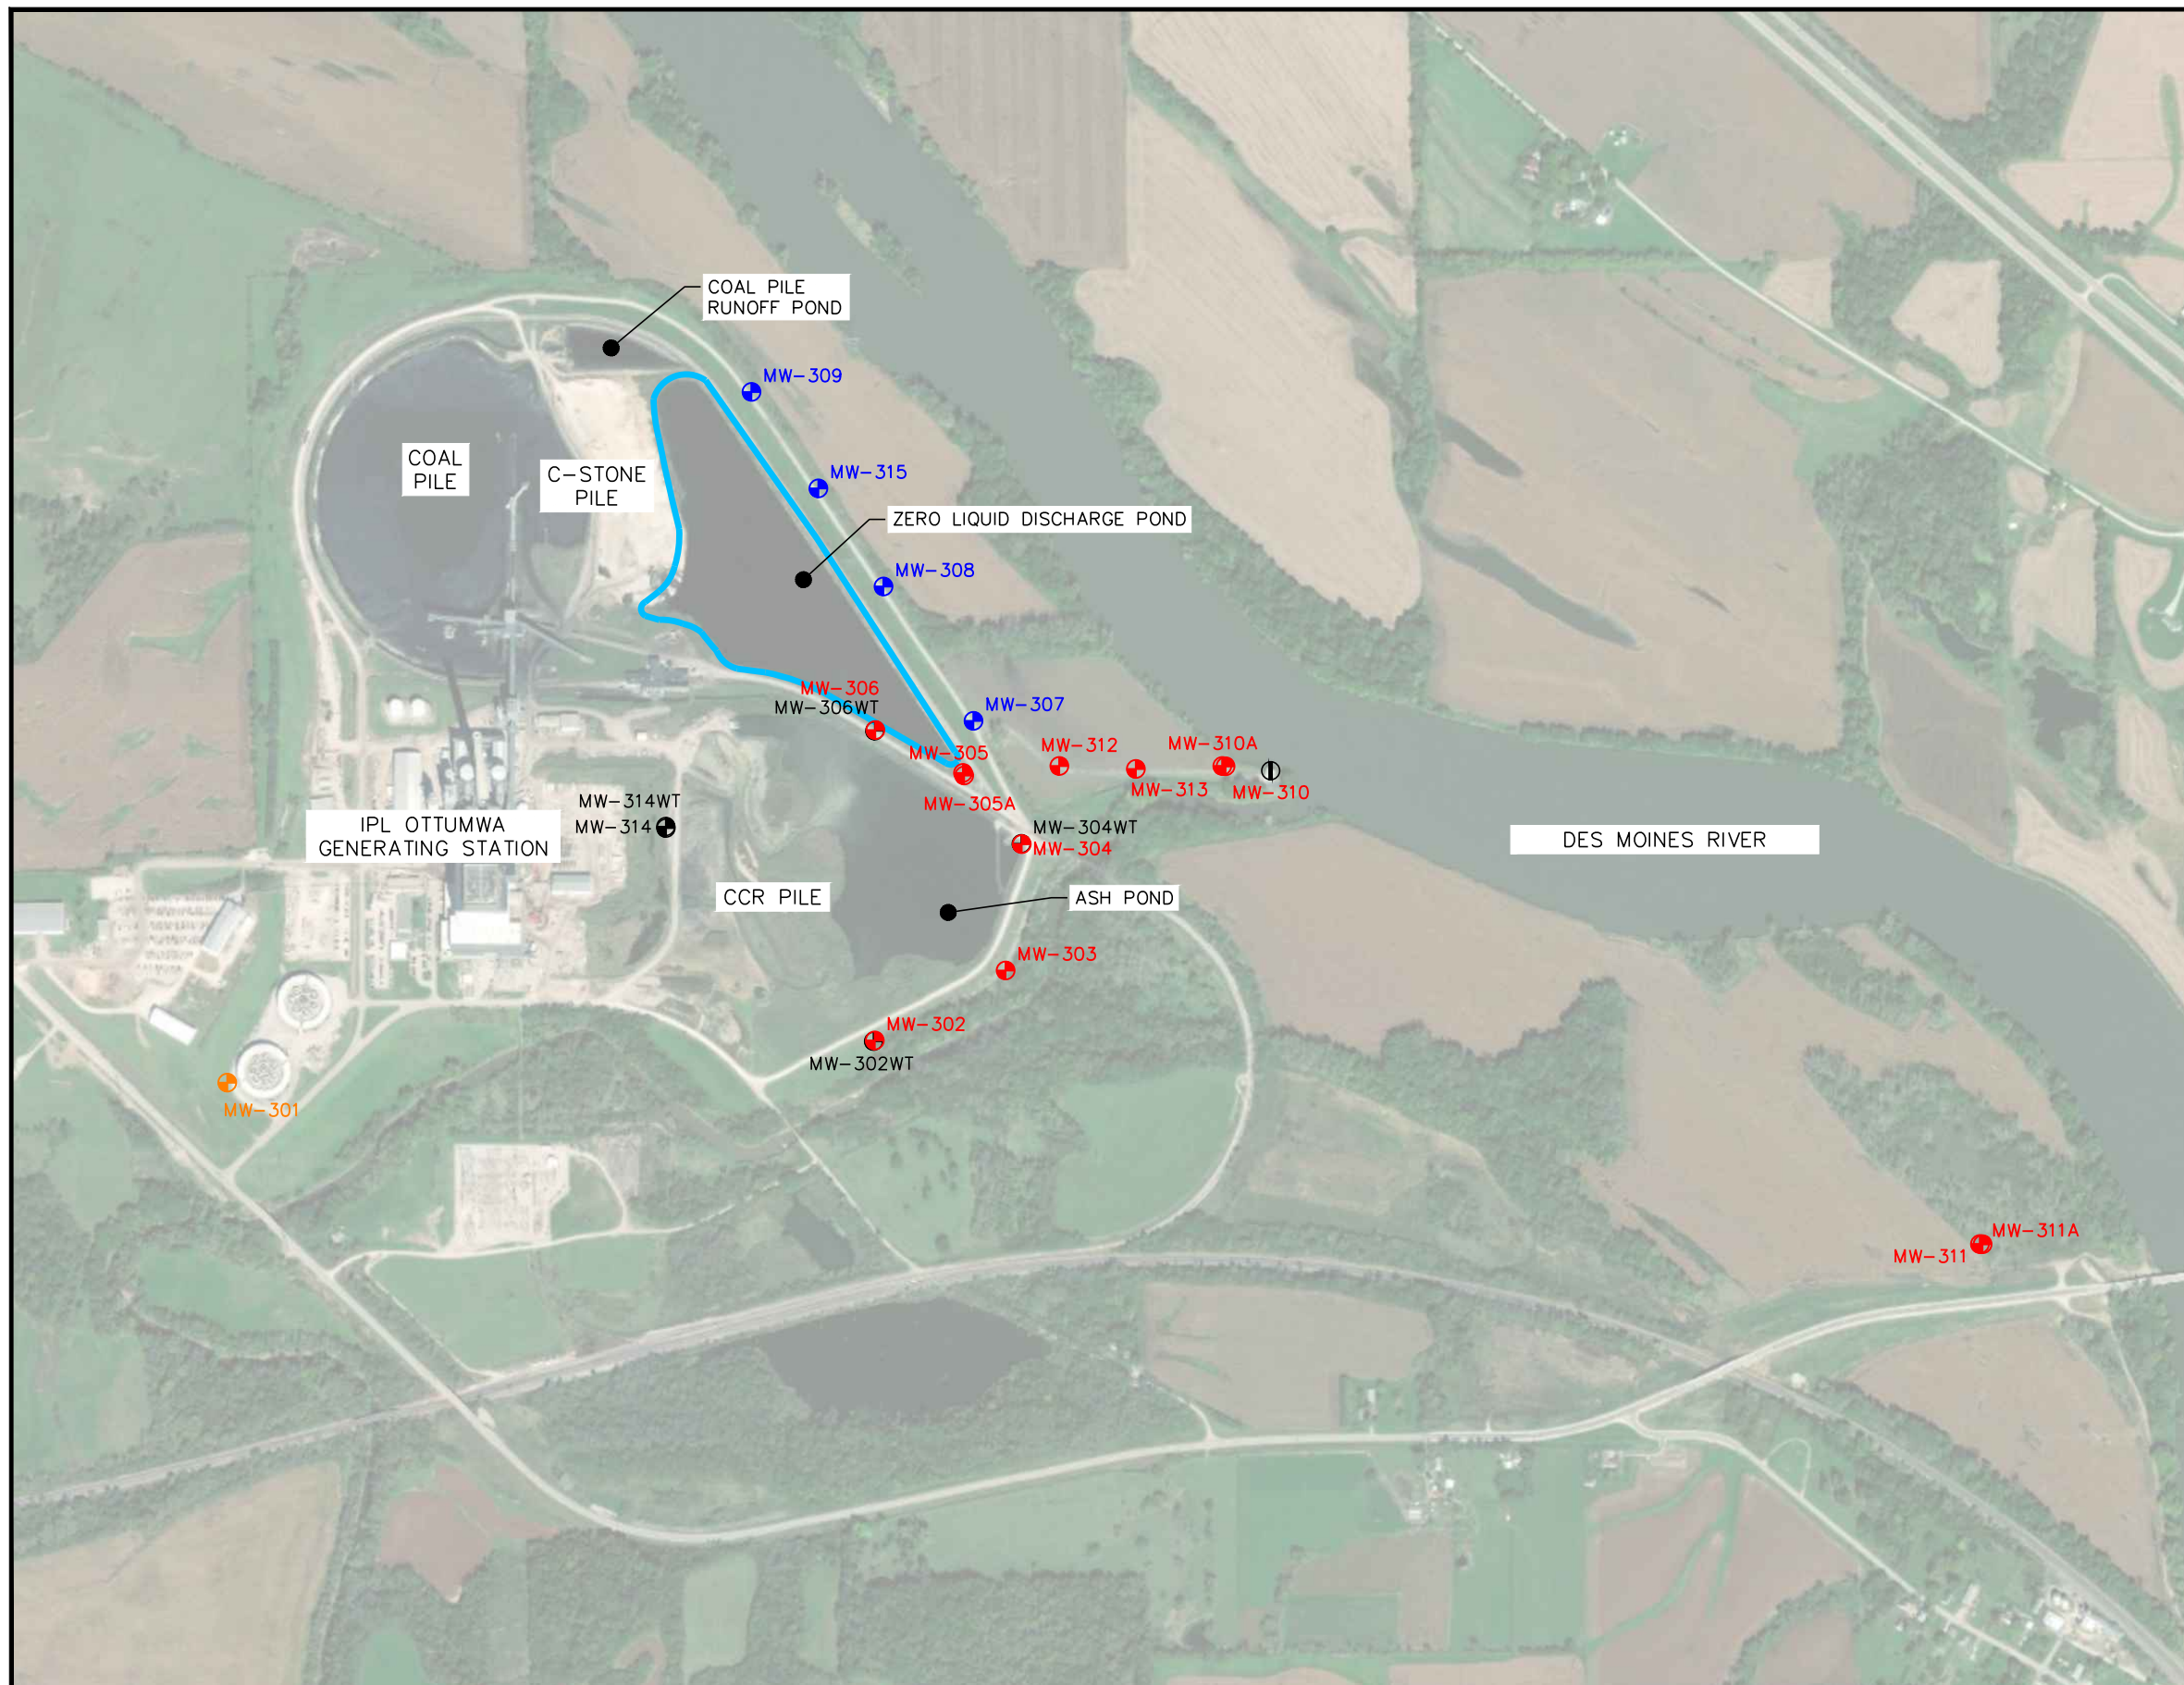 COAL PILE
RUNOFF POND
MW-309
COAL
PILE
C-STONE
PILE
MW-315
ZERO LIQUID DISCHARGE POND
MW-308
MW-306
MW-306WT
MW-307
MW-305
MW-305A
MW-312
MW-310A
MW-313
MW-310
MW-314WT
MW-314
IPL OTTUMWA
GENERATING STATION
MW-304WT
MW-304
DES MOINES RIVER
CCR PILE
ASH POND
MW-303
MW-302
MW-302WT
MW-301
MW-311A
MW-311